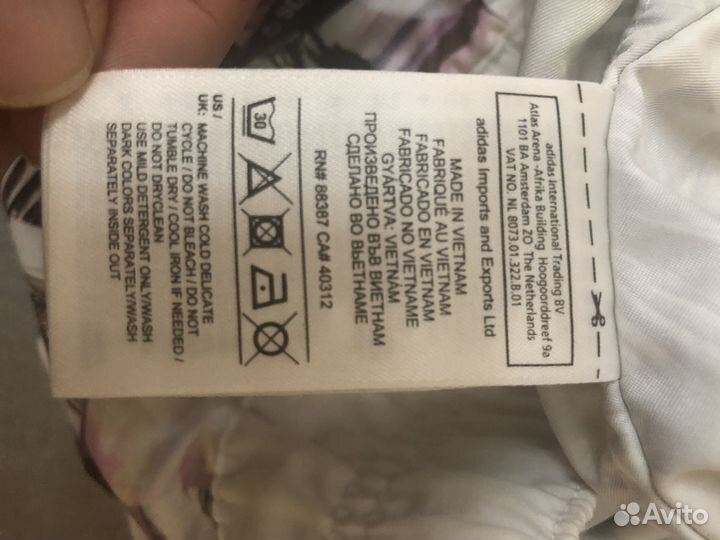 adidas International Trading BV
Atlas Arena -Afrika Building Hoogoorddreef 9a
1101 BA Amsterdam ZO The Netherlands
VAT NO. NL 8073.01.322.B.01
adidas Imports and Exports Ltd
MADE IN VIETNAM
FABRIQUÉ AU VIETNAM
FABRICADO EN VIETNAM
FABRICADO NO VIETNAME
GYÁRTVA: VIETNÁM
ПРОИЗВЕДЕНО ВЪВ ВИЕТНАМ
СДЕЛАНО ВО ВЬЕТНАМЕ
RN# 88387 CA# 40312
30
US /
UK: MACHINE WASH COLD DELICATE
CYCLE / DO NOT BLEACH / DO NOT
TUMBLE DRY / COOL IRON IF NEEDED /
DO NOT DRYCLEAN
USE MILD DETERGENT ONLY/WASH
DARK COLORS SEPARATELY/WASH
SEPARATELY INSIDE OUT
Avito